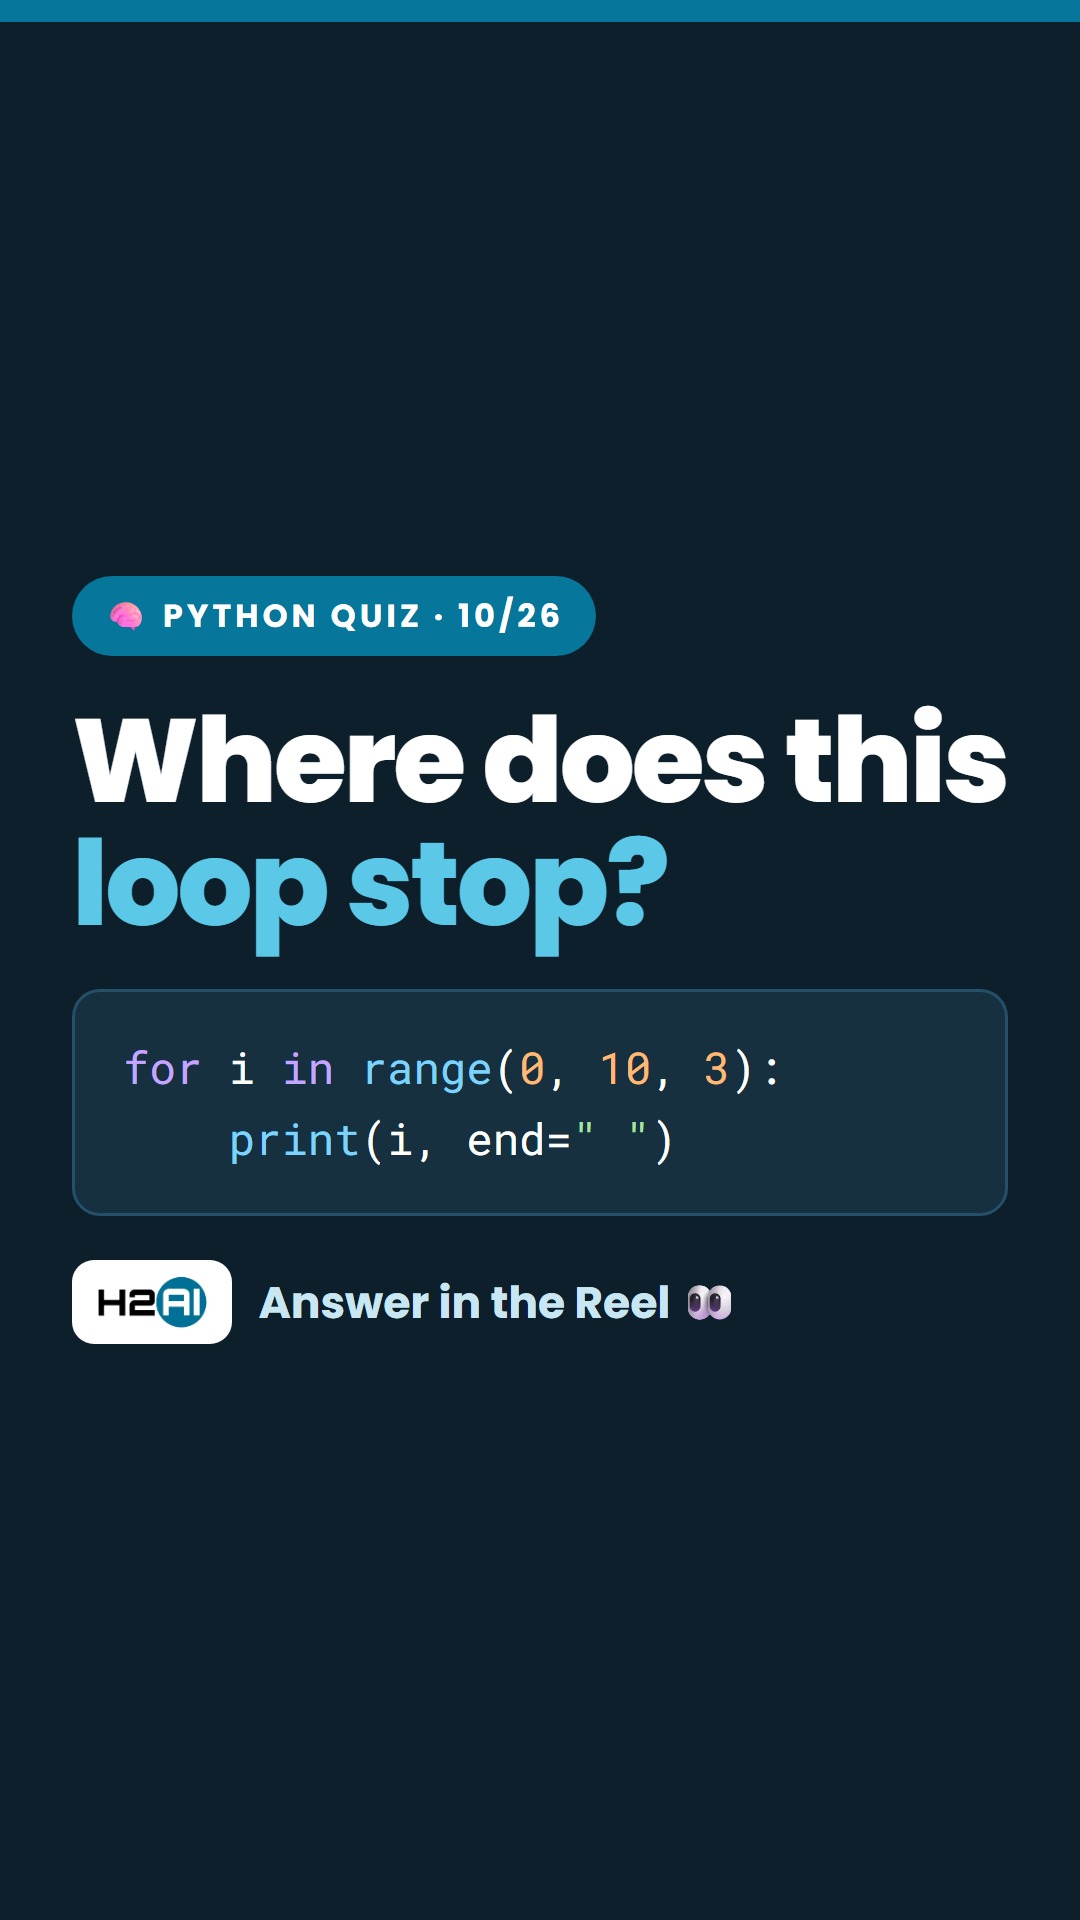 🧠 PYTHON QUIZ · 10/26
Where does this
loop stop?
for i in range(0, 10, 3):
    print(i, end=" ")
H2AI Answer in the Reel 👀